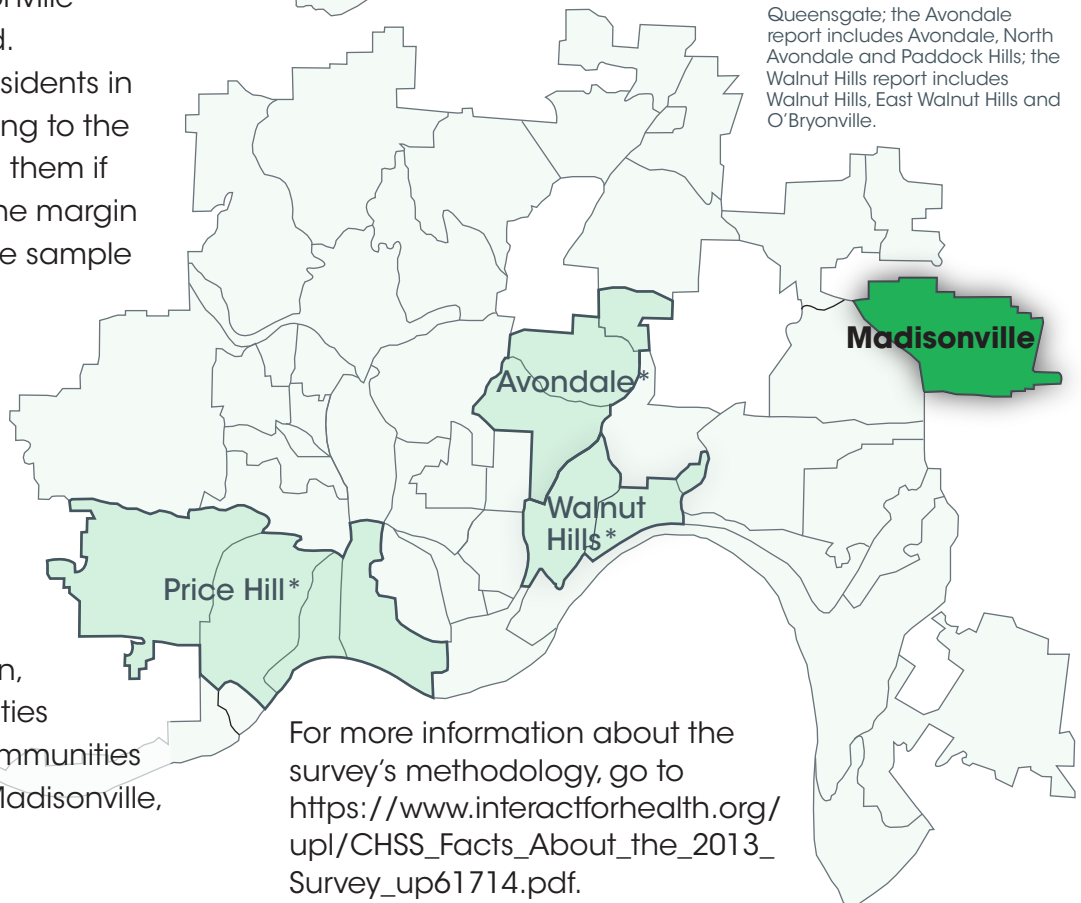 d.
sidents in
ng to the
them if
ne margin
e sample
n,
ties
mmunities
Madisonville,
Queensgate; the Avondale
report includes Avondale, North
Avondale and Paddock Hills; the
Walnut Hills report includes
Walnut Hills, East Walnut Hills and
O’Bryonville.
Madisonville
Avondale*
Walnut
Hills*
Price Hill*
For more information about the
survey’s methodology, go to
https://www.interactforhealth.org/
upl/CHSS_Facts_About_the_2013_
Survey_up61714.pdf.